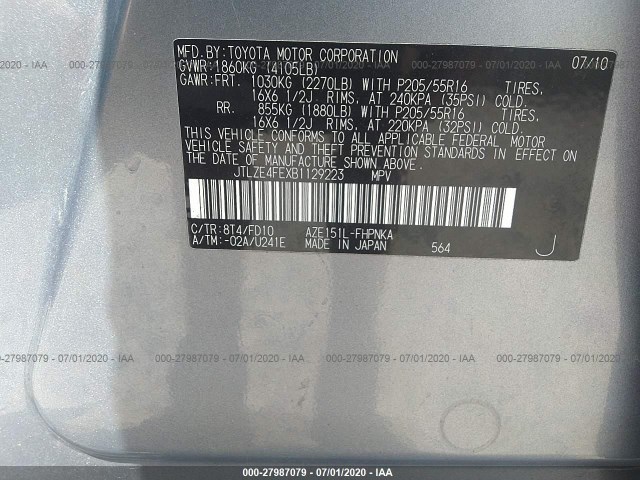 MFD.BY:TOYOTA MOTOR CORPORATION 07/10
GVWR:1860KG (4105LB)
GAWR:FRT. 1030KG (2270LB) WITH P205/55R16 TIRES,
16X6 1/2J RIMS, AT 240KPA (35PSI) COLD.
RR. 855KG (1880LB) WITH P205/55R16 TIRES,
16X6 1/2J RIMS, AT 220KPA (32PSI) COLD.
THIS VEHICLE CONFORMS TO ALL APPLICABLE FEDERAL MOTOR
VEHICLE SAFETY AND THEFT PREVENTION STANDARDS IN EFFECT ON
THE DATE OF MANUFACTURE SHOWN ABOVE.
JTLZE4FEXB1129223 MPV
C/TR:8T4/FD10 AZE151L-FHPNKA
A/TM:-02A/U241E MADE IN JAPAN 564 J
000-27987079 - 07/01/2020 - IAA